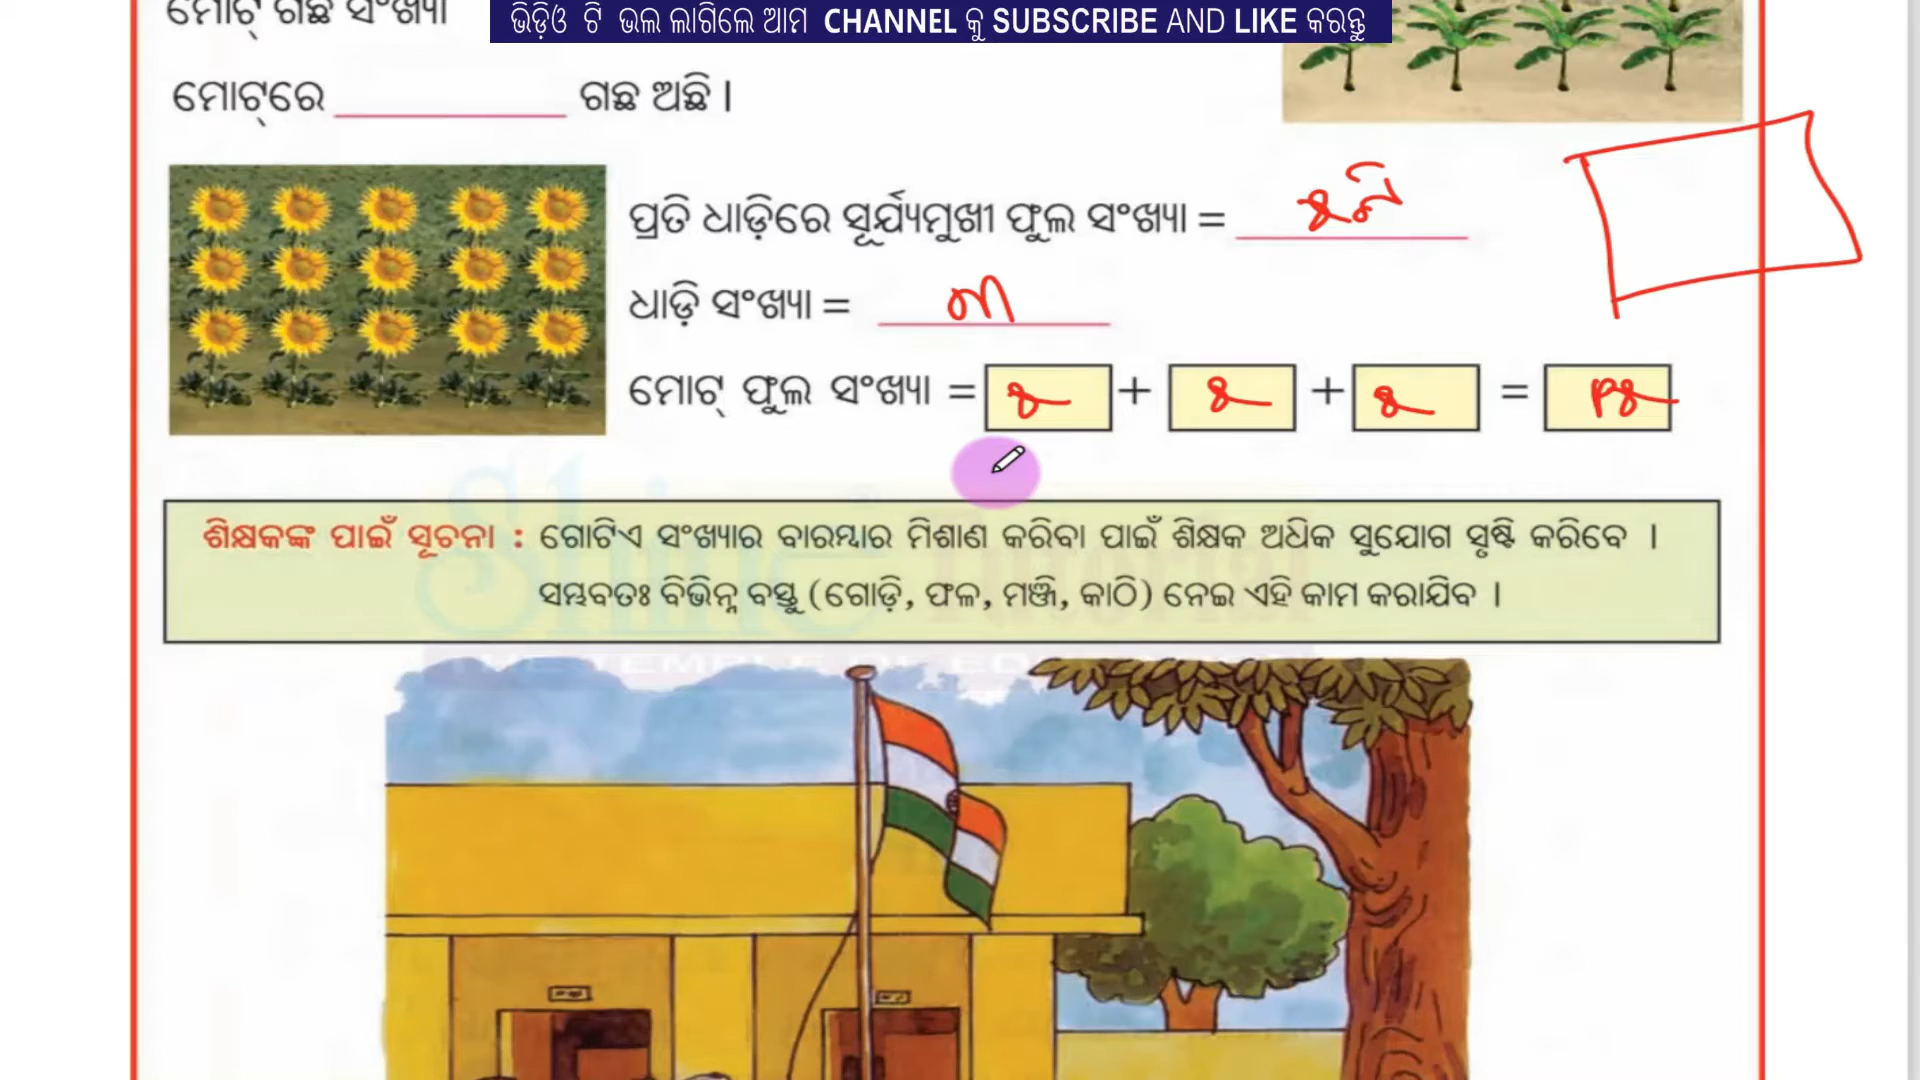 ମୋଟ୍ ଗଛ ସଂଖ୍ୟା
ଭିଡ଼ିଓ ଟି ଭଲ ଲାଗିଲେ ଆମ CHANNEL କୁ SUBSCRIBE AND LIKE କରନ୍ତୁ
ମୋଟ୍‌ରେ __________ ଗଛ ଅଛି ।
ପ୍ରତି ଧାଡ଼ିରେ ସୂର୍ଯ୍ୟମୁଖୀ ଫୁଲ ସଂଖ୍ୟା = ୫ଟି
ଧାଡ଼ି ସଂଖ୍ୟା = ୩
ମୋଟ୍ ଫୁଲ ସଂଖ୍ୟା = ୫ + ୫ + ୫ = ୧୫
ଶିକ୍ଷକଙ୍କ ପାଇଁ ସୂଚନା : ଗୋଟିଏ ସଂଖ୍ୟାର ବାରମ୍ବାର ମିଶାଣ କରିବା ପାଇଁ ଶିକ୍ଷକ ଅଧିକ ସୁଯୋଗ ସୃଷ୍ଟି କରିବେ ।
ସମ୍ଭବତଃ ବିଭିନ୍ନ ବସ୍ତୁ (ଗୋଡ଼ି, ଫଳ, ମଞ୍ଜି, କାଠି) ନେଇ ଏହି କାମ କରାଯିବ ।